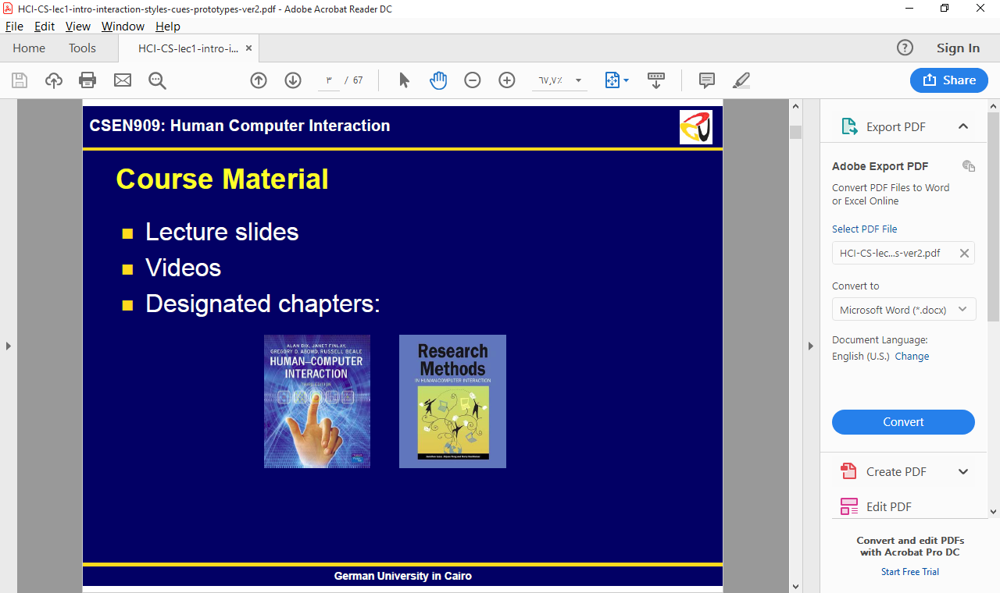 HCI-CS-lec1-intro-interaction-styles-cues-prototypes-ver2.pdf - Adobe Acrobat Reader DC
File Edit View Window Help
Home Tools HCI-CS-lec1-intro-i... Sign In
٣ / 67 ٦٧٫٧٪ Share
CSEN909: Human Computer Interaction
Course Material
Lecture slides
Videos
Designated chapters:
ALAN DIX, JANET FINLAY,
GREGORY D. ABOWD, RUSSELL BEALE
HUMAN–COMPUTER
INTERACTION
THIRD EDITION
Research
Methods
IN HUMAN-COMPUTER INTERACTION
German University in Cairo
Export PDF
Adobe Export PDF
Convert PDF Files to Word
or Excel Online
Select PDF File
HCI-CS-lec...s-ver2.pdf
Convert to
Microsoft Word (*.docx)
Document Language:
English (U.S.) Change
Convert
Create PDF
Edit PDF
Convert and edit PDFs
with Acrobat Pro DC
Start Free Trial